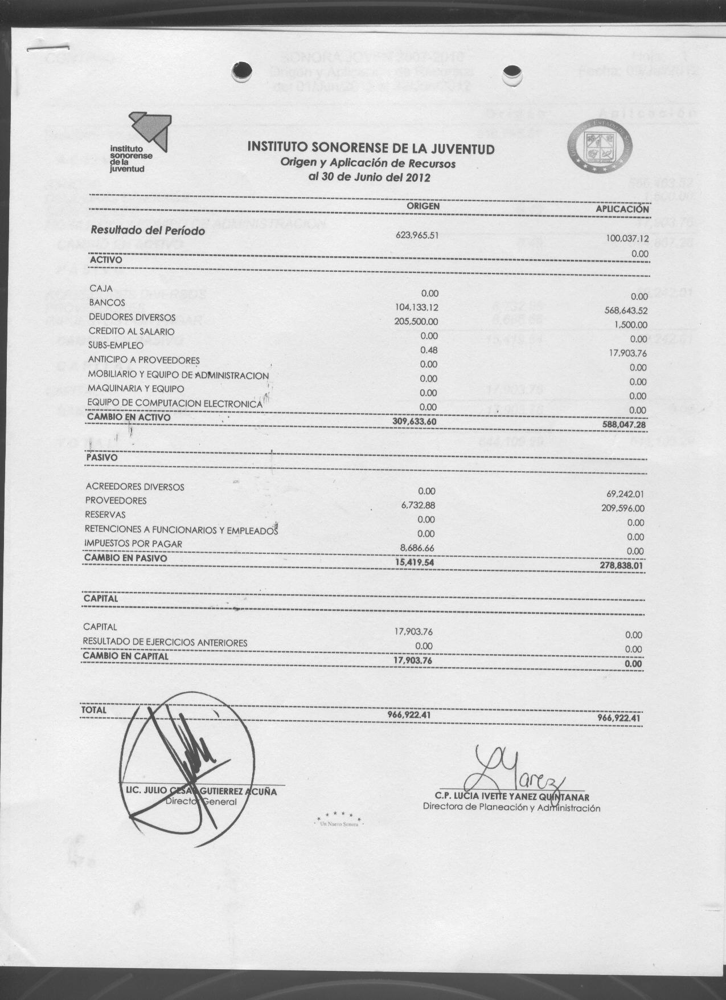 instituto
sonorense
de la
juventud
INSTITUTO SONORENSE DE LA JUVENTUD
Origen y Aplicación de Recursos
al 30 de Junio del 2012
ORIGEN APLICACIÓN
Resultado del Período 623,965.51 100,037.12
0.00
ACTIVO
CAJA 0.00 0.00
BANCOS 104,133.12 568,643.52
DEUDORES DIVERSOS 205,500.00 1,500.00
CREDITO AL SALARIO 0.00 0.00
SUBS-EMPLEO 0.48 17,903.76
ANTICIPO A PROVEEDORES 0.00 0.00
MOBILIARIO Y EQUIPO DE ADMINISTRACION 0.00 0.00
MAQUINARIA Y EQUIPO 0.00 0.00
EQUIPO DE COMPUTACION ELECTRONICA 0.00 0.00
CAMBIO EN ACTIVO 309,633.60 588,047.28
PASIVO
ACREEDORES DIVERSOS 0.00 69,242.01
PROVEEDORES 6,732.88 209,596.00
RESERVAS 0.00 0.00
RETENCIONES A FUNCIONARIOS Y EMPLEADOS 0.00 0.00
IMPUESTOS POR PAGAR 8,686.66 0.00
CAMBIO EN PASIVO 15,419.54 278,838.01
CAPITAL
CAPITAL 17,903.76 0.00
RESULTADO DE EJERCICIOS ANTERIORES 0.00 0.00
CAMBIO EN CAPITAL 17,903.76 0.00
TOTAL 966,922.41 966,922.41
LIC. JULIO CESAR GUTIERREZ ACUÑA
Director General
C.P. LUCIA IVETTE YANEZ QUINTANAR
Directora de Planeación y Administración
Un Nuevo Sonora